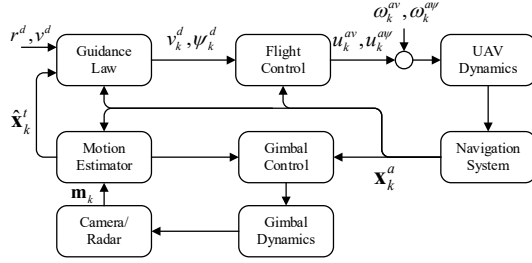 ω_k^{av}, ω_k^{aψ}
r^d, v^d
Guidance
Law
v_k^d, ψ_k^d
Flight
Control
u_k^{av}, u_k^{aψ}
UAV
Dynamics
x̂_k^t
Motion
Estimator
Gimbal
Control
x_k^a
Navigation
System
m_k
Camera/
Radar
Gimbal
Dynamics